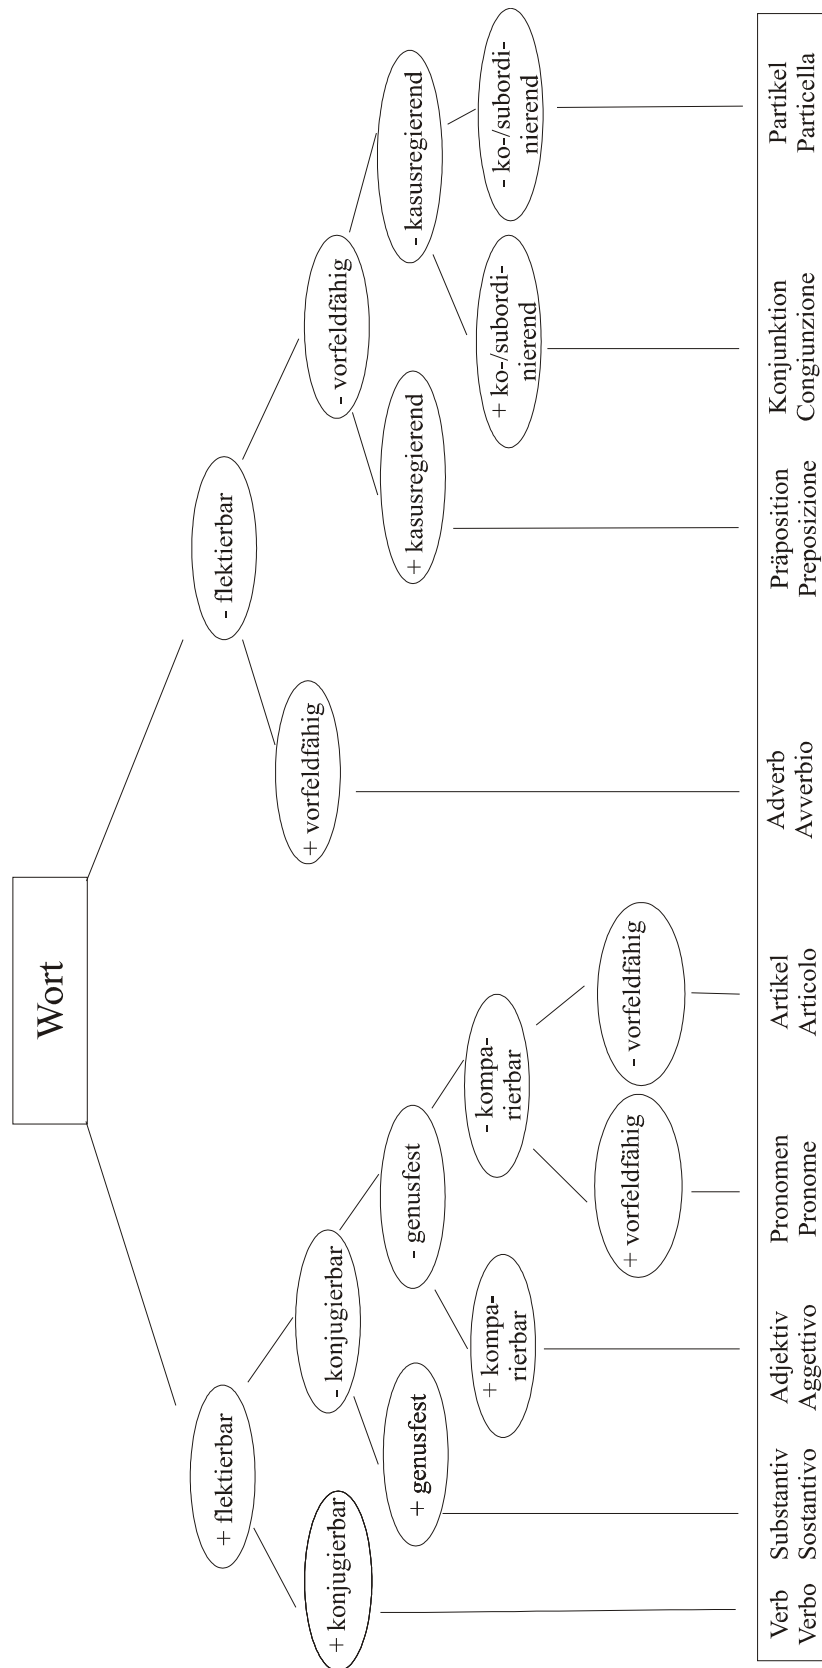 Wort
+ flektierbar
- flektierbar
+ konjugierbar
- konjugierbar
+ vorfeldfähig
- vorfeldfähig
+ genusfest
- genusfest
+ kasusregierend
- kasusregierend
+ kompa-
rierbar
- kompa-
rierbar
+ ko-/subordi-
nierend
- ko-/subordi-
nierend
+ vorfeldfähig
- vorfeldfähig
Verb
Verbo
Substantiv
Sostantivo
Adjektiv
Aggettivo
Pronomen
Pronome
Artikel
Articolo
Adverb
Avverbio
Präposition
Preposizione
Konjunktion
Congiunzione
Partikel
Particella